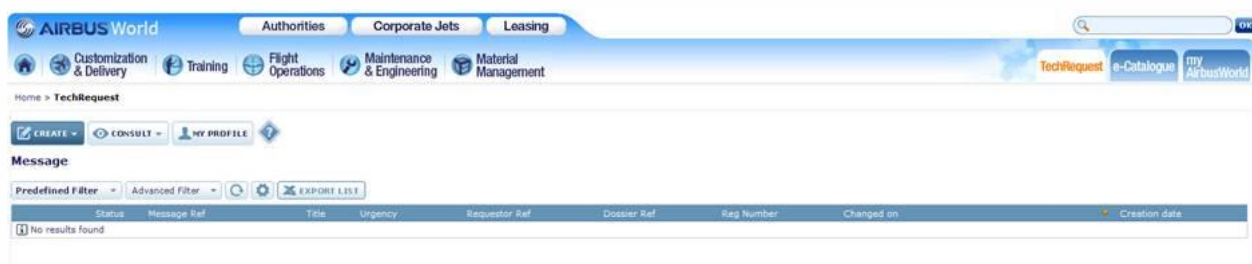 AIRBUS World Authorities Corporate Jets Leasing OK
Customization & Delivery Training Flight Operations Maintenance & Engineering Material Management TechRequest e-Catalogue my AirbusWorld
Home > TechRequest
CREATE CONSULT MY PROFILE ?
Message
Predefined Filter Advanced Filter EXPORT LIST
Status Message Ref Title Urgency Requestor Ref Dossier Ref Reg Number Changed on Creation date
No results found